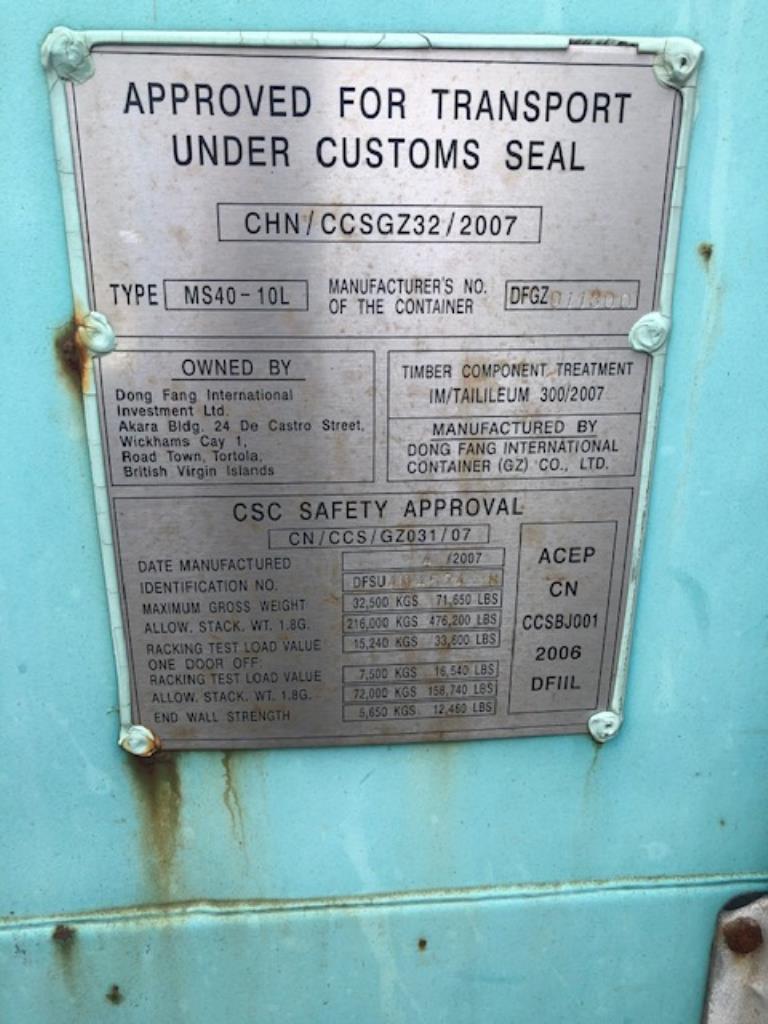 APPROVED FOR TRANSPORT
UNDER CUSTOMS SEAL
CHN/CCSGZ32/2007
TYPE MS40-10L MANUFACTURER'S NO. OF THE CONTAINER DFGZ
OWNED BY
Dong Fang International
Investment Ltd.
Akara Bldg. 24 De Castro Street,
Wickhams Cay 1,
Road Town, Tortola,
British Virgin Islands
TIMBER COMPONENT TREATMENT
IM/TAILILEUM 300/2007
MANUFACTURED BY
DONG FANG INTERNATIONAL
CONTAINER (GZ) CO., LTD.
CSC SAFETY APPROVAL
CN/CCS/GZ031/07
DATE MANUFACTURED /2007
IDENTIFICATION NO. DFSU
MAXIMUM GROSS WEIGHT 32,500 KGS 71,650 LBS
ALLOW. STACK. WT. 1.8G. 216,000 KGS 476,200 LBS
RACKING TEST LOAD VALUE 15,240 KGS 33,600 LBS
ONE DOOR OFF:
RACKING TEST LOAD VALUE 7,500 KGS 16,540 LBS
ALLOW. STACK. WT. 1.8G. 72,000 KGS 158,740 LBS
END WALL STRENGTH 5,650 KGS 12,460 LBS
ACEP
CN
CCSBJ001
2006
DFIIL